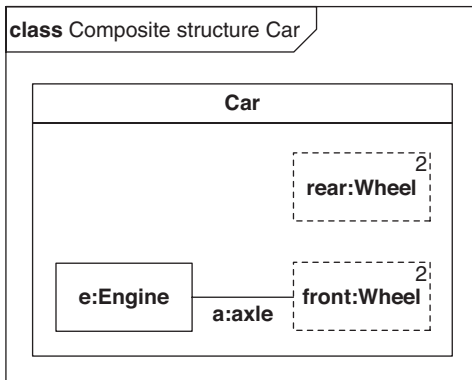 class Composite structure Car
Car
2
rear:Wheel
2
e:Engine
front:Wheel
a:axle